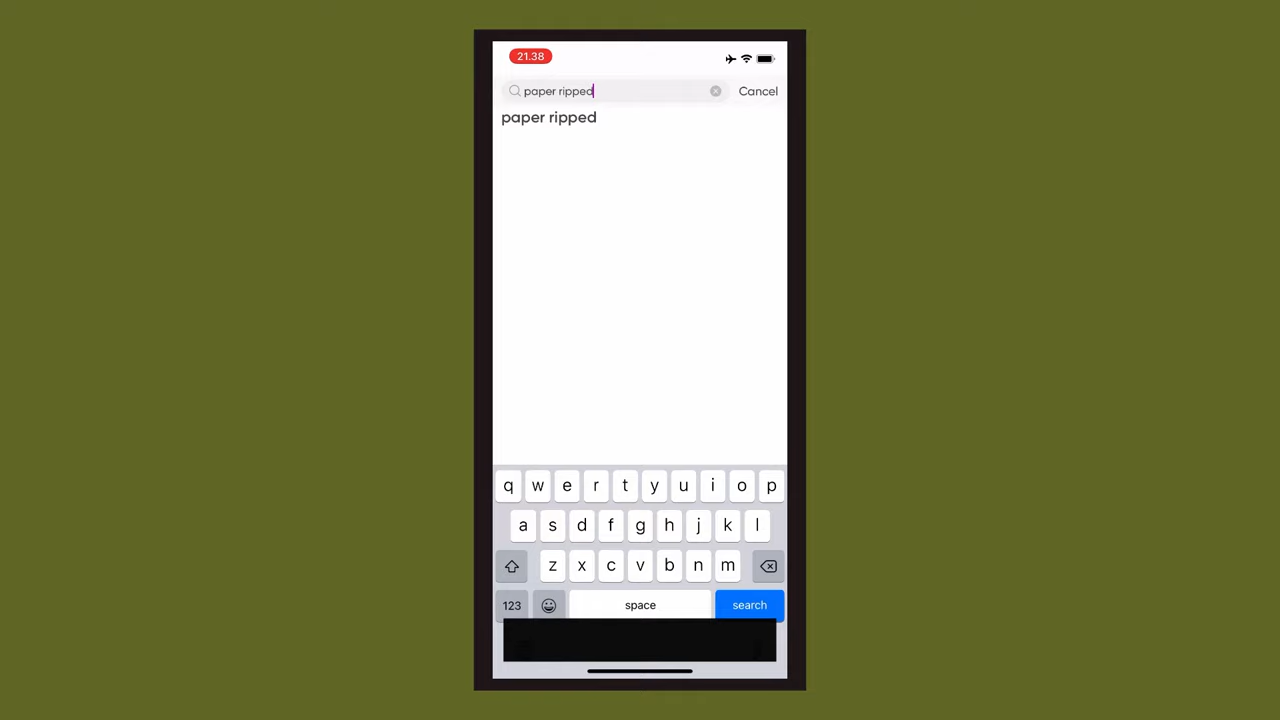 21.38
paper ripped Cancel
paper ripped
q w e r t y u i o p
a s d f g h j k l
z x c v b n m
123 space search